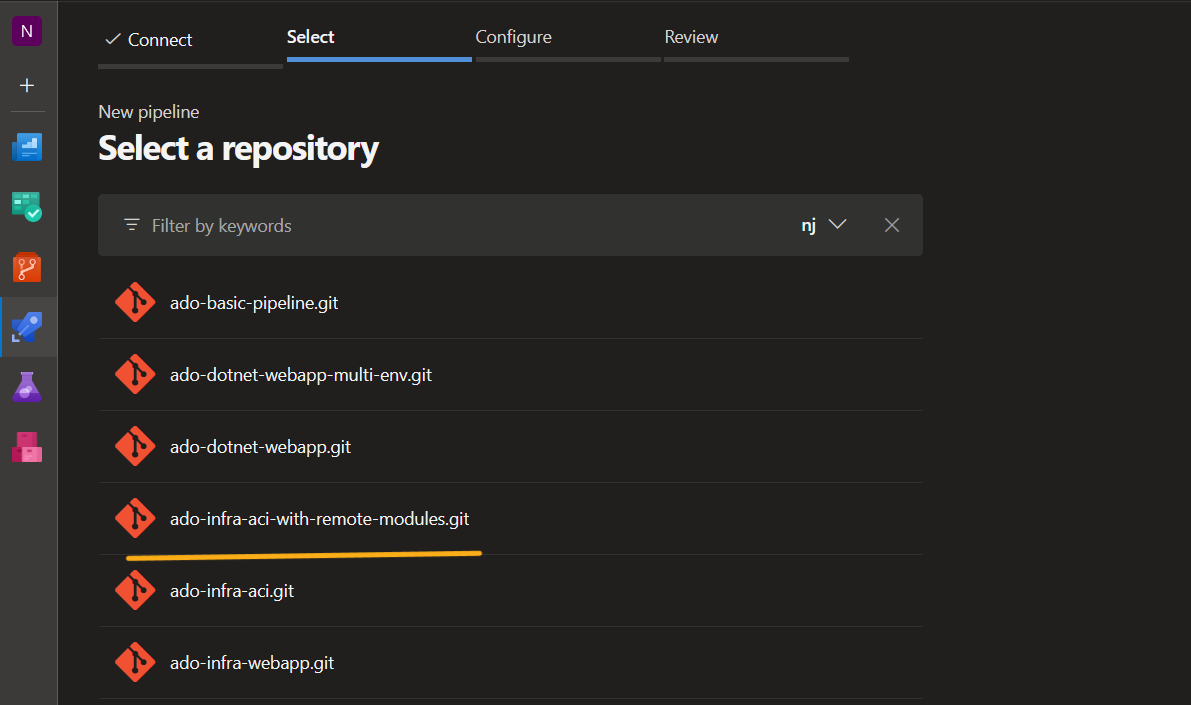 N
Connect
Select
Configure
Review
New pipeline
Select a repository
Filter by keywords
nj
ado-basic-pipeline.git
ado-dotnet-webapp-multi-env.git
ado-dotnet-webapp.git
ado-infra-aci-with-remote-modules.git
ado-infra-aci.git
ado-infra-webapp.git